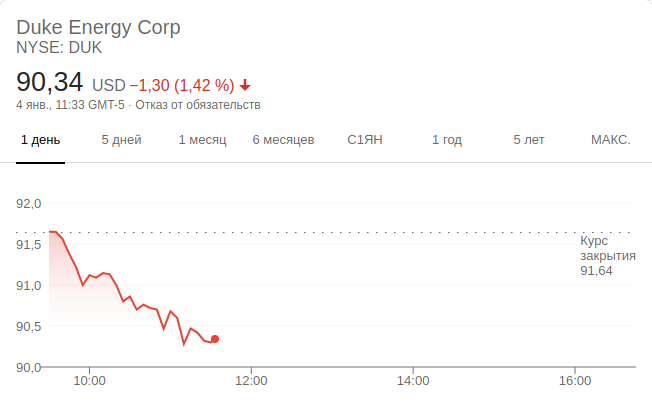 Duke Energy Corp
NYSE: DUK
90,34 USD −1,30 (1,42 %)
4 янв., 11:33 GMT-5 · Отказ от обязательств
1 день 5 дней 1 месяц 6 месяцев С1ЯН 1 год 5 лет МАКС.
92,0
91,5
91,0
90,5
90,0
Курс
закрытия
91,64
10:00 12:00 14:00 16:00